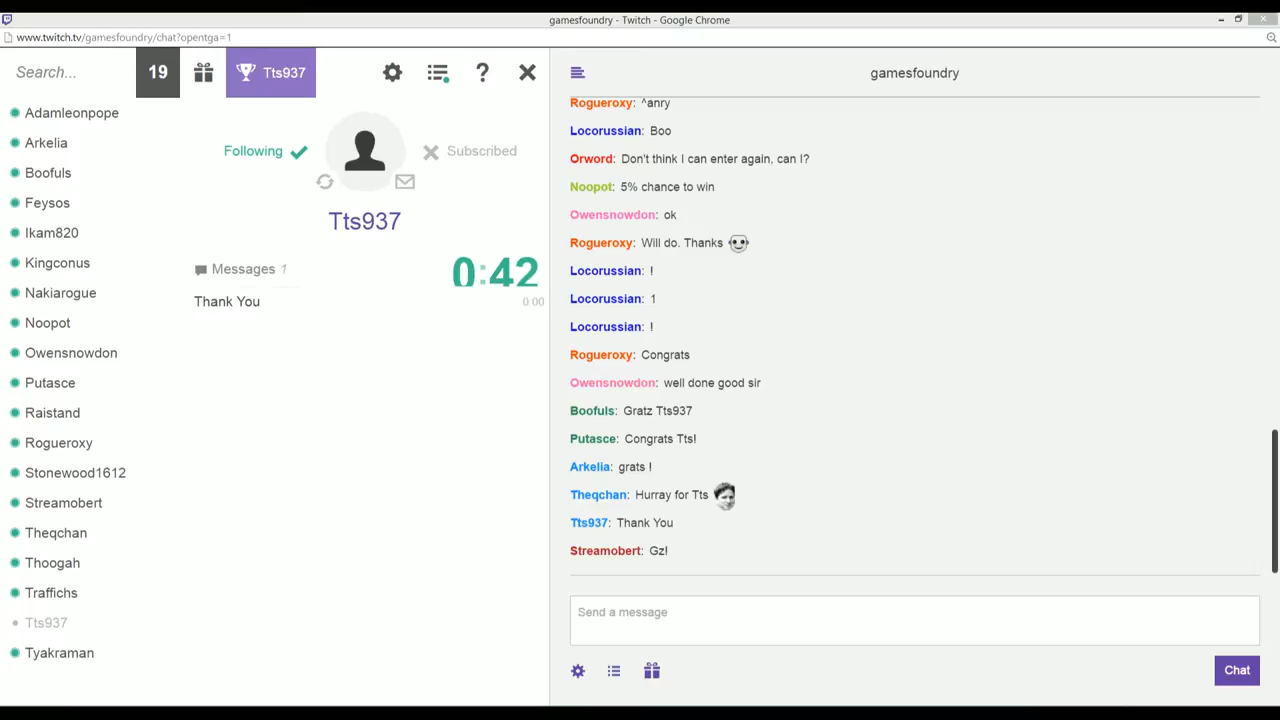 gamesfoundry - Twitch - Google Chrome
www.twitch.tv/gamesfoundry/chat?opentga=1
Search...
19
Tts937
?
Adamleonpope
Arkelia
Boofuls
Feysos
Ikam820
Kingconus
Nakiarogue
Noopot
Owensnowdon
Putasce
Raistand
Rogueroxy
Stonewood1612
Streamobert
Theqchan
Thoogah
Traffichs
Tts937
Tyakraman
Following
Subscribed
Tts937
Messages 1
0:42
Thank You
0:00
gamesfoundry
Rogueroxy: ^anry
Locorussian: Boo
Orword: Don't think I can enter again, can I?
Noopot: 5% chance to win
Owensnowdon: ok
Rogueroxy: Will do. Thanks
Locorussian: !
Locorussian: 1
Locorussian: !
Rogueroxy: Congrats
Owensnowdon: well done good sir
Boofuls: Gratz Tts937
Putasce: Congrats Tts!
Arkelia: grats !
Theqchan: Hurray for Tts
Tts937: Thank You
Streamobert: Gz!
Send a message
Chat